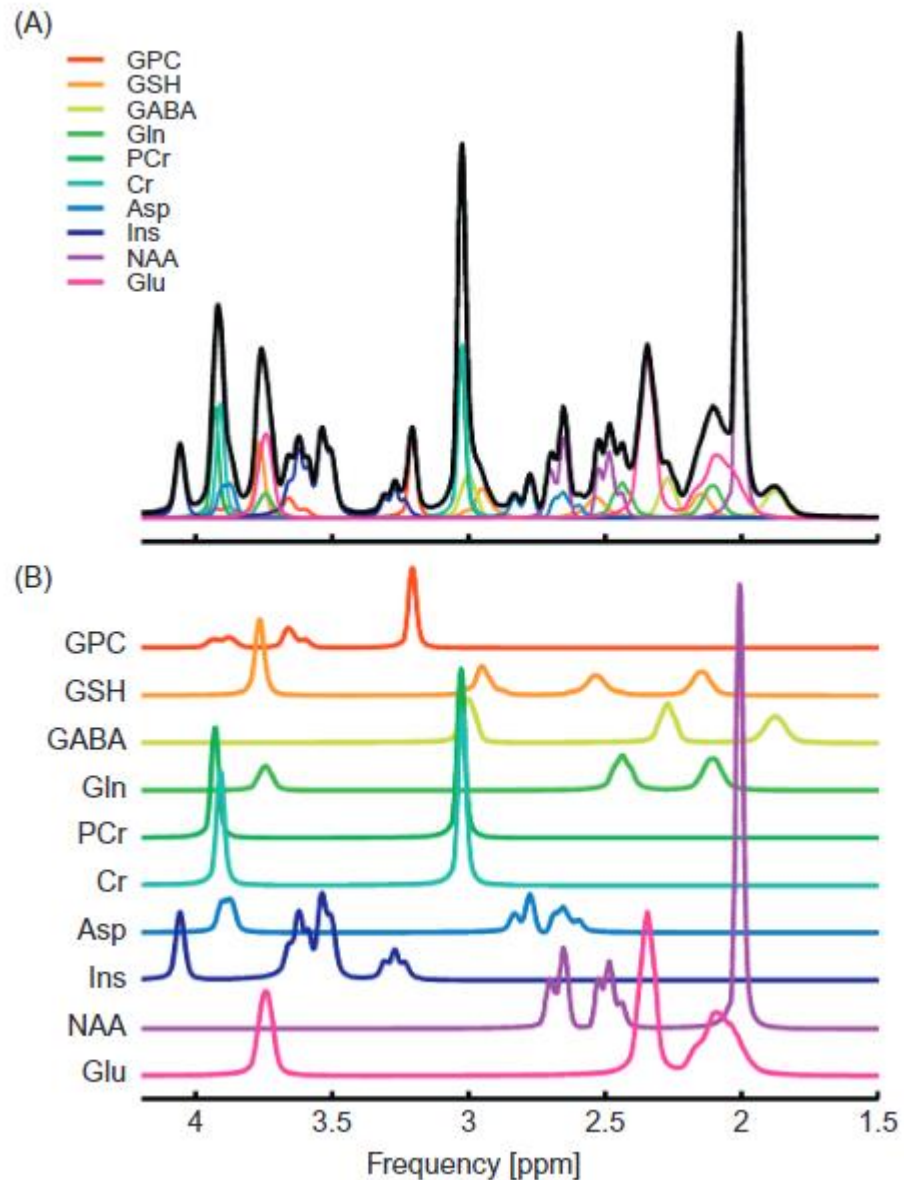 (A)
GPC
GSH
GABA
Gln
PCr
Cr
Asp
Ins
NAA
Glu
(B)
GPC
GSH
GABA
Gln
PCr
Cr
Asp
Ins
NAA
Glu
4 3.5 3 2.5 2 1.5
Frequency [ppm]